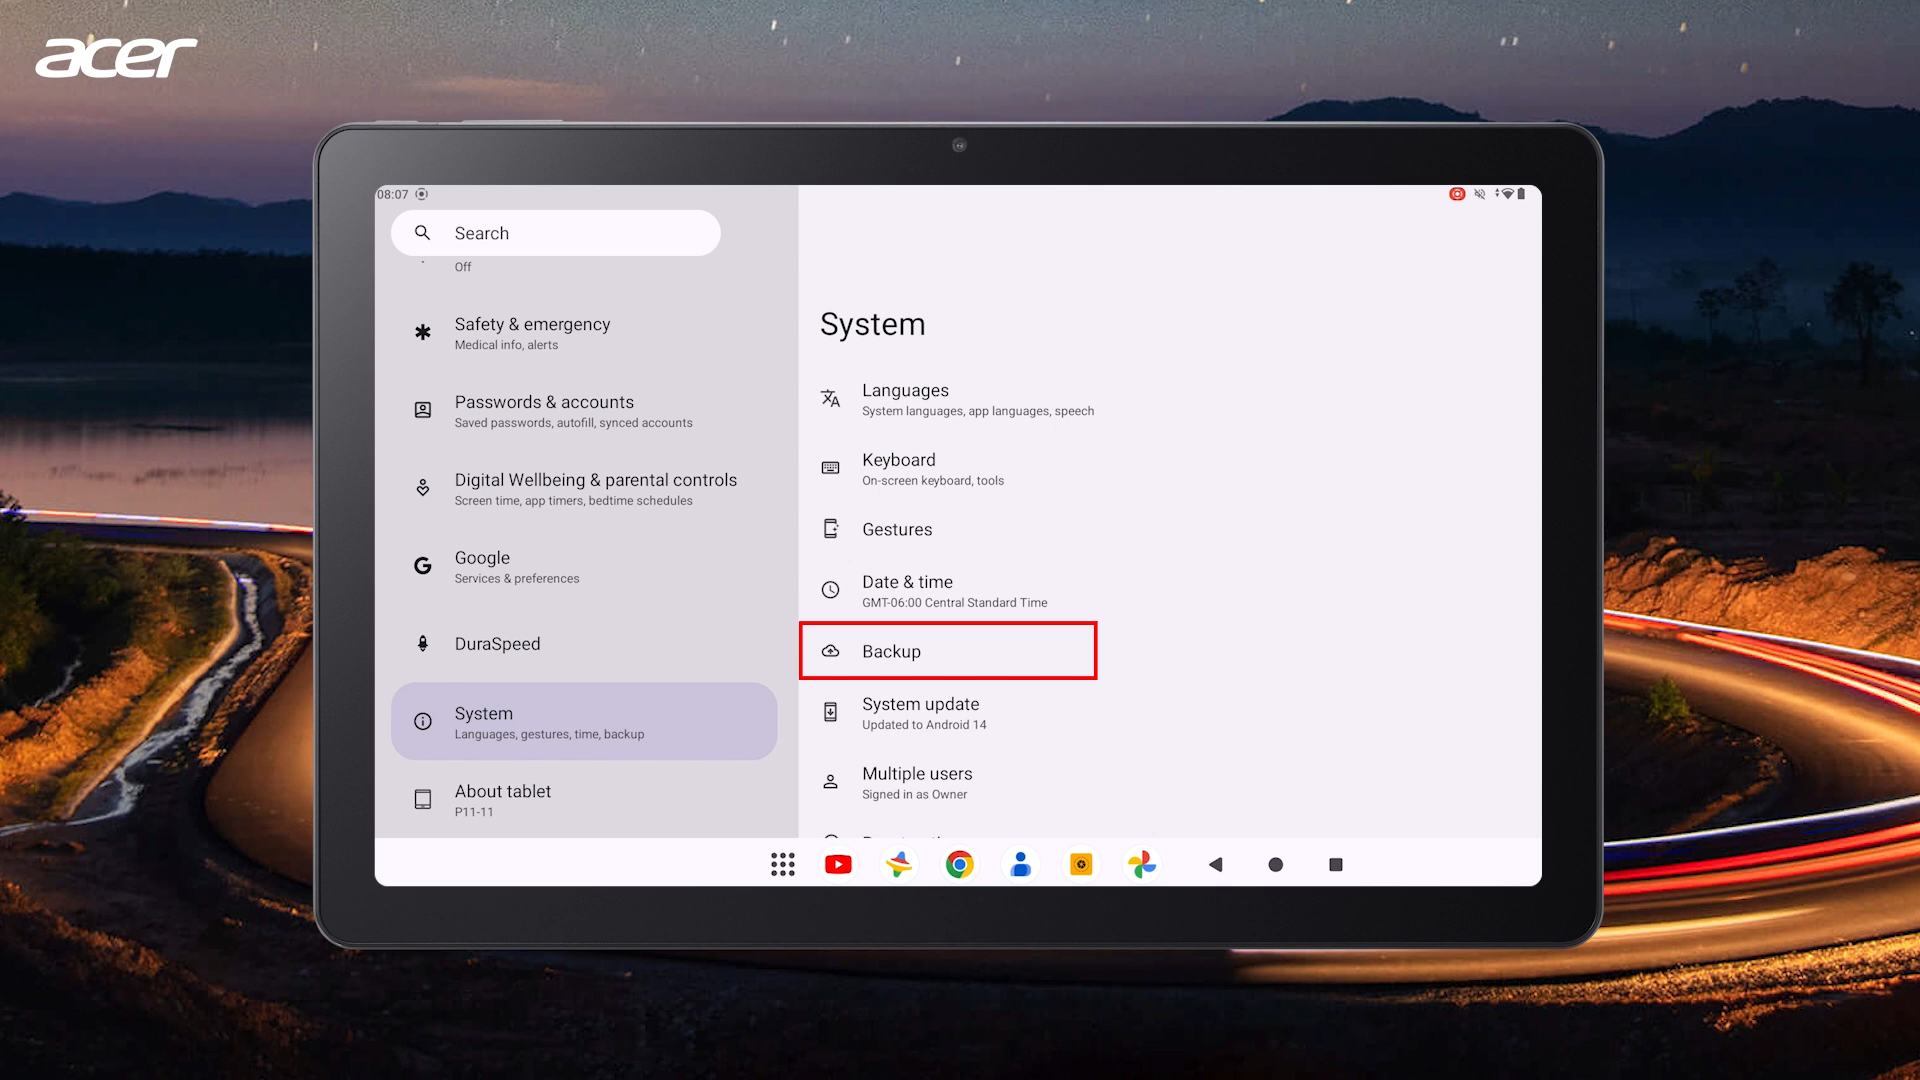 acer
08:07
Search
Off
Safety & emergency
Medical info, alerts
Passwords & accounts
Saved passwords, autofill, synced accounts
Digital Wellbeing & parental controls
Screen time, app timers, bedtime schedules
Google
Services & preferences
DuraSpeed
System
Languages, gestures, time, backup
About tablet
P11-11
System
Languages
System languages, app languages, speech
Keyboard
On-screen keyboard, tools
Gestures
Date & time
GMT-06:00 Central Standard Time
Backup
System update
Updated to Android 14
Multiple users
Signed in as Owner